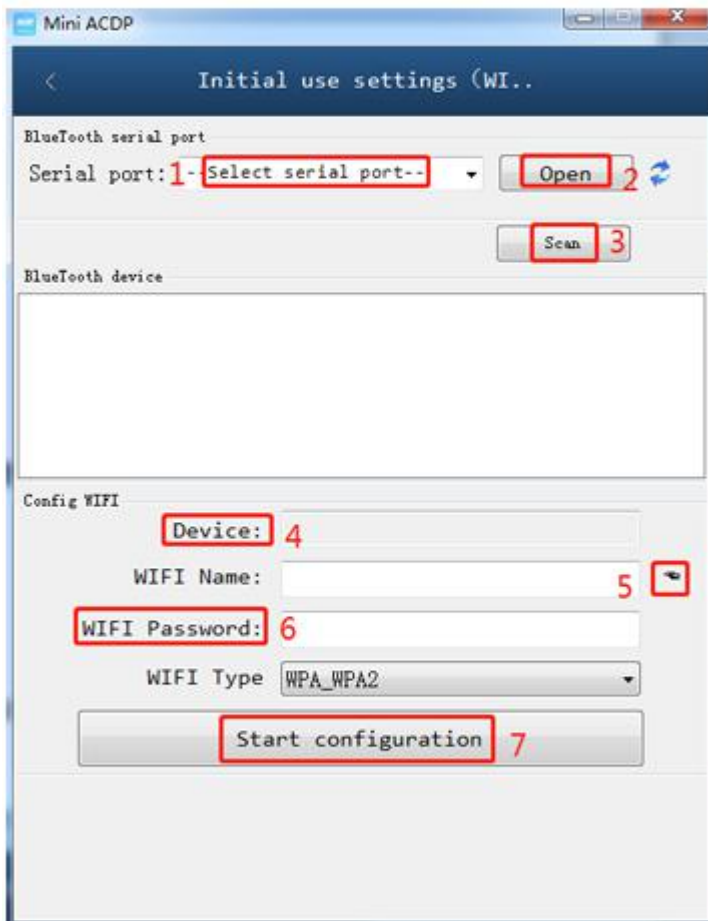 Mini ACDP
Initial use settings (WI..
BlueTooth serial port
Serial port: 1 --Select serial port-- Open 2
Scan 3
BlueTooth device
Config WIFI
Device: 4
WIFI Name: 5
WIFI Password: 6
WIFI Type WPA_WPA2
Start configuration 7